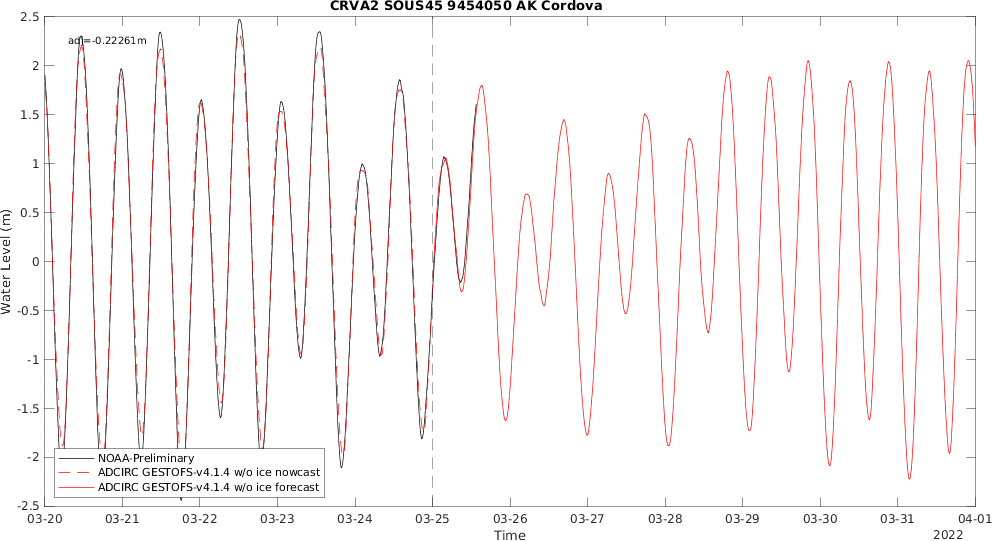 CRVA2 SOUS45 9454050 AK Cordova
2.5
2
1.5
1
0.5
0
-0.5
-1
-1.5
-2
-2.5
Water Level (m)
adj=-0.22261m
NOAA-Preliminary
ADCIRC GESTOFS-v4.1.4 w/o ice nowcast
ADCIRC GESTOFS-v4.1.4 w/o ice forecast
03-20 03-21 03-22 03-23 03-24 03-25 03-26 03-27 03-28 03-29 03-30 03-31 04-01
Time
2022